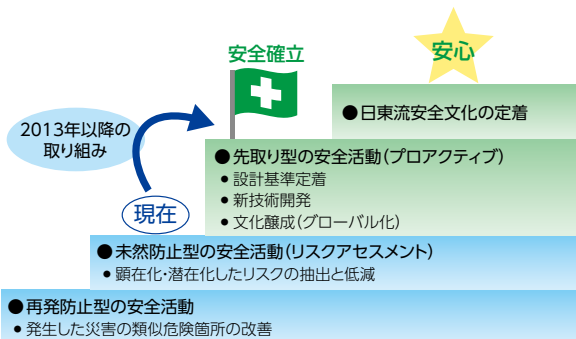 安心
安全確立
●日東流安全文化の定着
2013年以降の
取り組み
●先取り型の安全活動（プロアクティブ）
• 設計基準定着
• 新技術開発
• 文化醸成（グローバル化）
現在
●未然防止型の安全活動（リスクアセスメント）
• 顕在化・潜在化したリスクの抽出と低減
●再発防止型の安全活動
• 発生した災害の類似危険箇所の改善